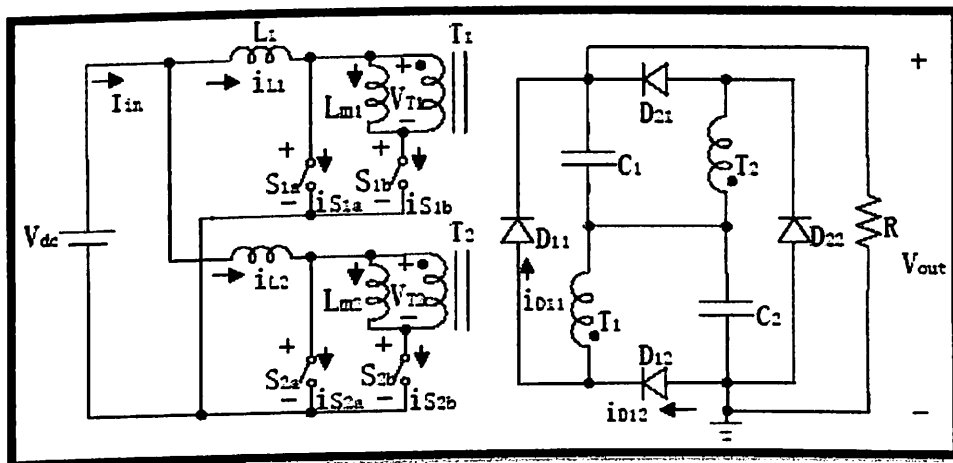 L1
T1
Iin
iL1
Lm1
VT1
+
−
+
−
S1a
iS1a
+
−
S1b
iS1b
Vdc
L2
T2
iL2
Lm2
VT2
+
−
+
−
S2a
iS2a
+
−
S2b
iS2b
D21
C1
T2
D11
iD11
D22
T1
C2
D12
iD12
R
+
Vout
−